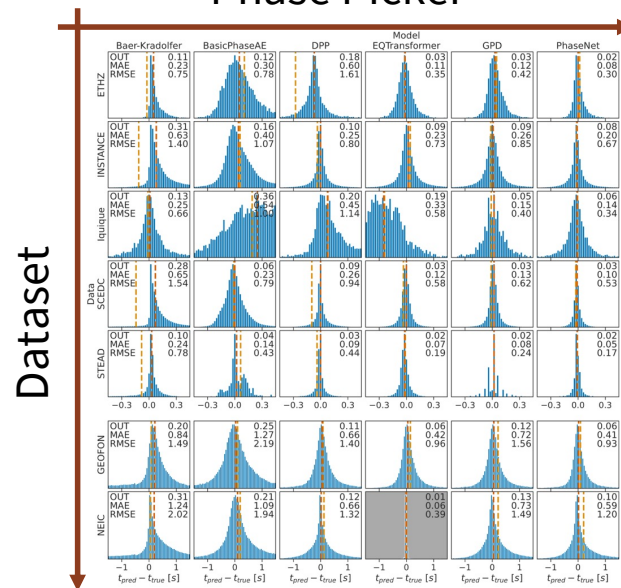 Phase Picker
Model
Baer-Kradolfer BasicPhaseAE DPP EQTransformer GPD PhaseNet
Dataset
Data
ETHZ
OUT 0.11 0.12 0.18 0.03 0.03 0.02
MAE 0.23 0.30 0.60 0.11 0.12 0.08
RMSE 0.75 0.78 1.61 0.35 0.42 0.30
INSTANCE
OUT 0.31 0.16 0.10 0.09 0.09 0.08
MAE 0.63 0.40 0.25 0.23 0.26 0.20
RMSE 1.40 1.07 0.80 0.73 0.85 0.67
Iquique
OUT 0.13 0.36 0.20 0.19 0.05 0.06
MAE 0.25 0.54 0.45 0.33 0.15 0.14
RMSE 0.66 1.00 1.14 0.58 0.40 0.34
SCEDC
OUT 0.28 0.06 0.09 0.03 0.03 0.03
MAE 0.65 0.23 0.26 0.12 0.13 0.10
RMSE 1.54 0.79 0.94 0.58 0.62 0.53
STEAD
OUT 0.10 0.04 0.03 0.02 0.02 0.02
MAE 0.24 0.14 0.09 0.07 0.08 0.05
RMSE 0.78 0.43 0.44 0.19 0.24 0.17
−0.3 0.0 0.3 −0.3 0.0 0.3 −0.3 0.0 0.3 −0.3 0.0 0.3 −0.3 0.0 0.3 −0.3 0.0 0.3
GEOFON
OUT 0.20 0.25 0.11 0.06 0.12 0.06
MAE 0.84 1.27 0.66 0.42 0.72 0.41
RMSE 1.49 2.19 1.40 0.96 1.56 0.93
NEIC
OUT 0.31 0.21 0.12 0.01 0.13 0.10
MAE 1.24 1.09 0.66 0.06 0.73 0.59
RMSE 2.02 1.94 1.32 0.39 1.49 1.20
−1 0 1 −1 0 1 −1 0 1 −1 0 1 −1 0 1 −1 0 1
tpred − ttrue [s] tpred − ttrue [s] tpred − ttrue [s] tpred − ttrue [s] tpred − ttrue [s] tpred − ttrue [s]